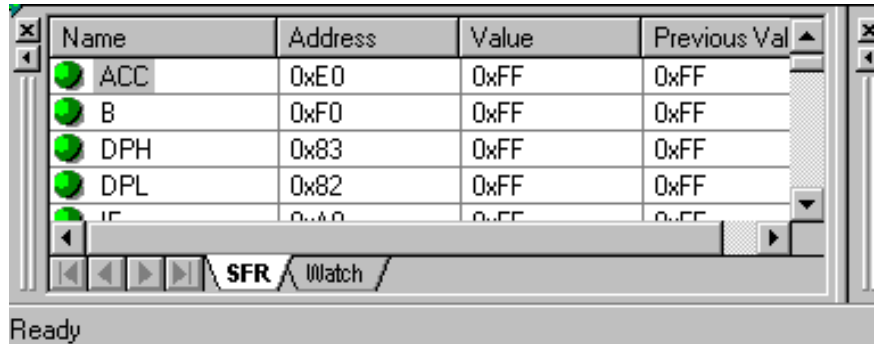 Name Address Value Previous Val
ACC 0xE0 0xFF 0xFF
B 0xF0 0xFF 0xFF
DPH 0x83 0xFF 0xFF
DPL 0x82 0xFF 0xFF
SFR Watch
Ready